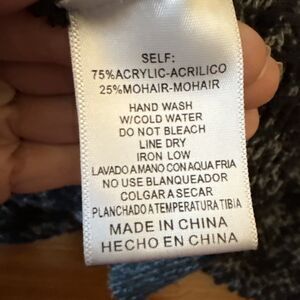 SELF:
75%ACRYLIC-ACRILICO
25%MOHAIR-MOHAIR
HAND WASH
W/COLD WATER
DO NOT BLEACH
LINE DRY
IRON LOW
LAVADO A MANO CON AQUA FRIA
NO USE BLANQUEADOR
COLGAR A SECAR
PLANCHADO A TEMPERATURA TIBIA
MADE IN CHINA
HECHO EN CHINA